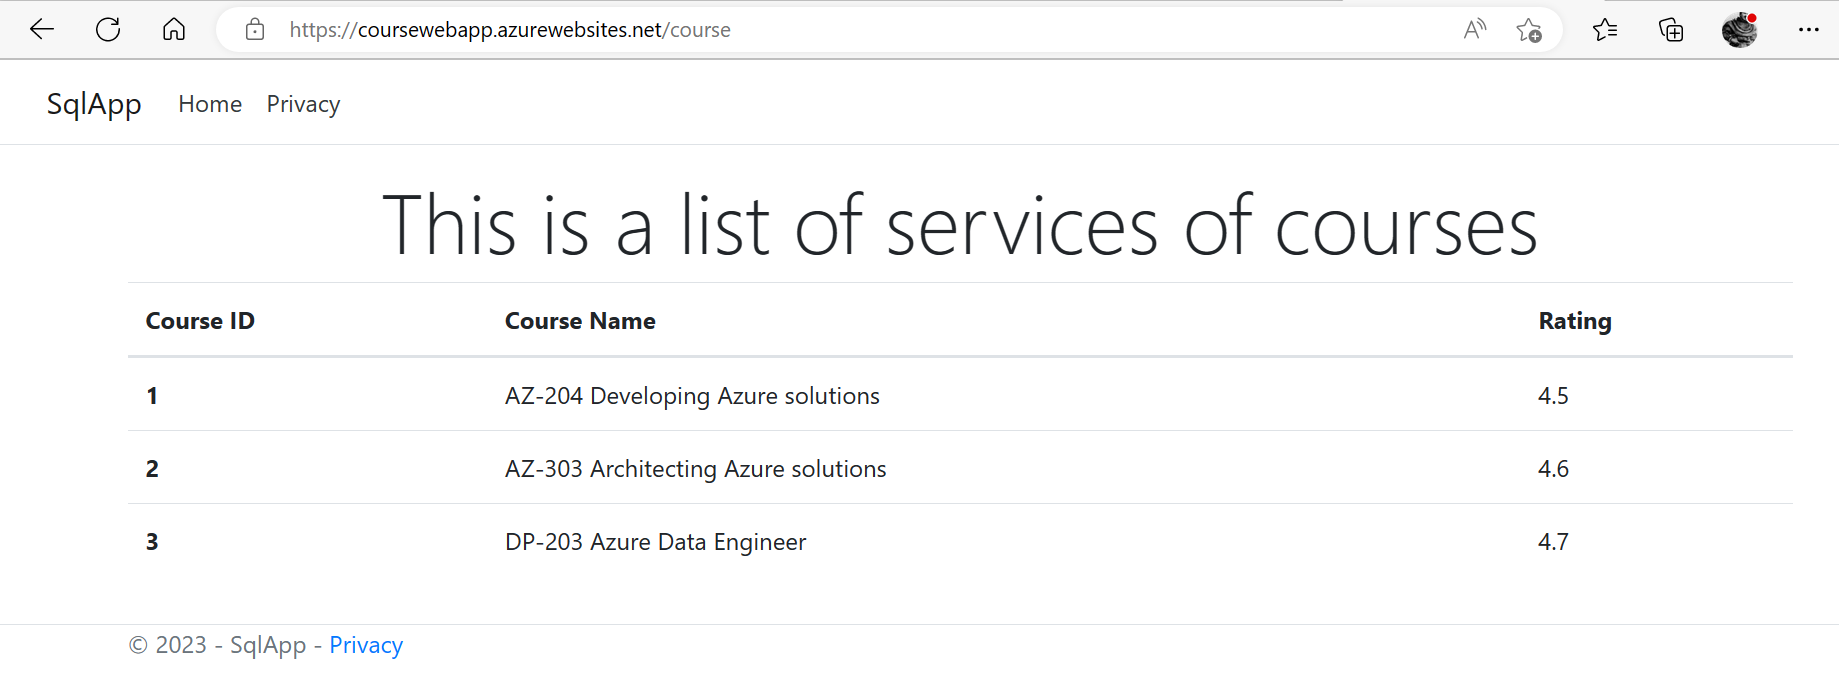 https://coursewebapp.azurewebsites.net/course
SqlApp Home Privacy
This is a list of services of courses
Course ID Course Name Rating
1 AZ-204 Developing Azure solutions 4.5
2 AZ-303 Architecting Azure solutions 4.6
3 DP-203 Azure Data Engineer 4.7
© 2023 - SqlApp - Privacy